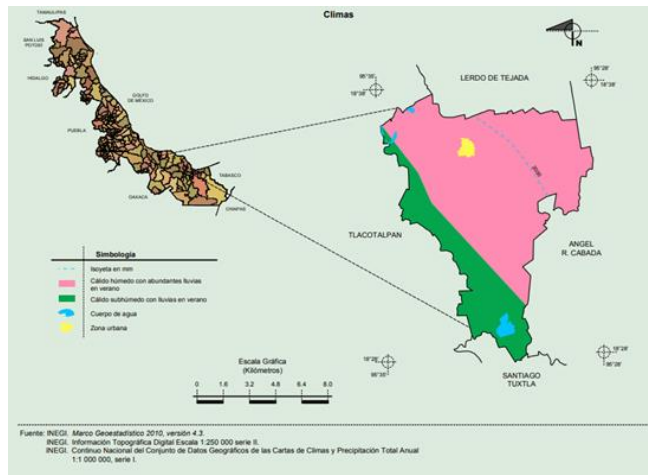 Climas
TAMAULIPAS
SAN LUIS
POTOSÍ
HIDALGO
GOLFO
DE MÉXICO
PUEBLA
TABASCO
OAXACA
CHIAPAS
N
95°35'
18°38'
95°28'
18°38'
LERDO DE TEJADA
TLACOTALPAN
ANGEL
R. CABADA
SANTIAGO
TUXTLA
18°28'
95°35'
18°28'
95°28'
Simbología
Isoyeta en mm
Cálido húmedo con abundantes lluvias
en verano
Cálido subhúmedo con lluvias en verano
Cuerpo de agua
Zona urbana
Escala Gráfica
(Kilómetros)
0 1.6 3.2 4.8 6.4 8.0
Fuente: INEGI. Marco Geoestadístico 2010, versión 4.3.
INEGI. Información Topográfica Digital Escala 1:250 000 serie II.
INEGI. Continuo Nacional del Conjunto de Datos Geográficos de las Cartas de Climas y Precipitación Total Anual
1:1 000 000, serie I.